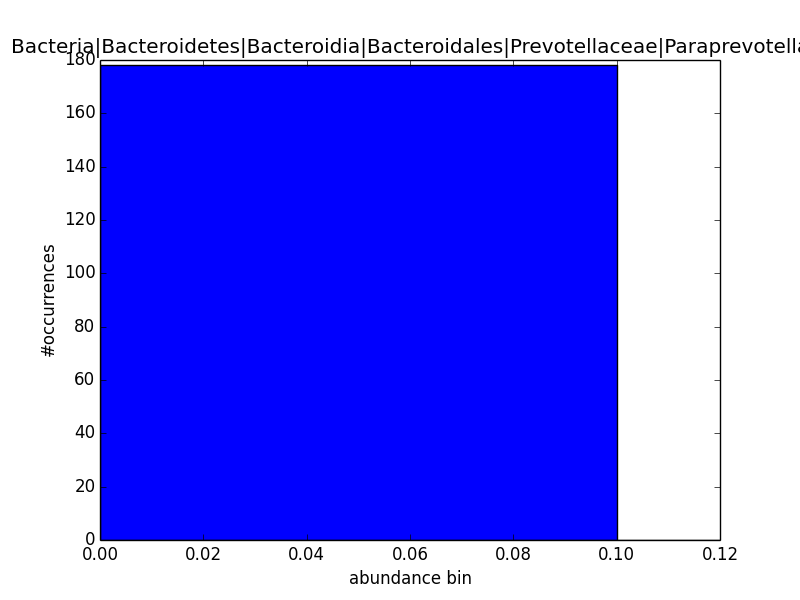 Bacteria|Bacteroidetes|Bacteroidia|Bacteroidales|Prevotellaceae|Paraprevotella
180
160
140
120
100
80
60
40
20
0
#occurrences
0.00 0.02 0.04 0.06 0.08 0.10 0.12
abundance bin